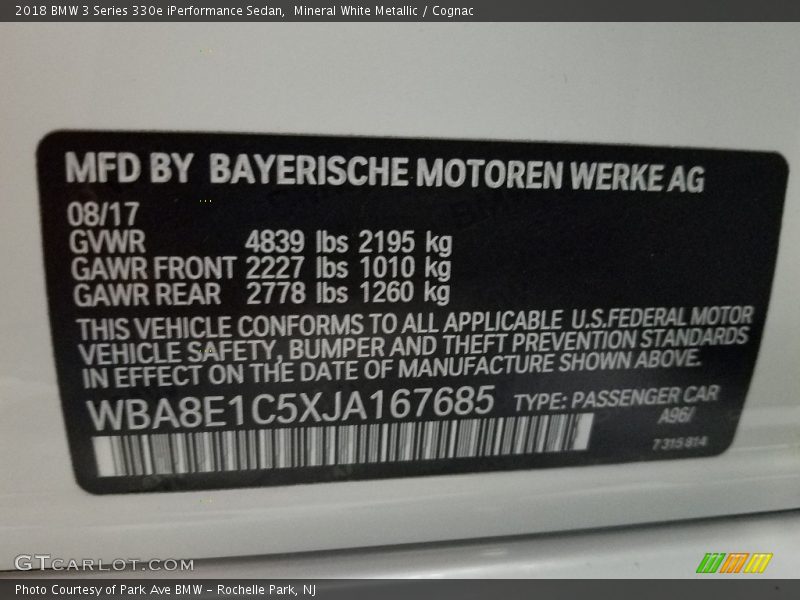 2018 BMW 3 Series 330e iPerformance Sedan, Mineral White Metallic / Cognac
MFD BY BAYERISCHE MOTOREN WERKE AG
08/17
GVWR 4839 lbs 2195 kg
GAWR FRONT 2227 lbs 1010 kg
GAWR REAR 2778 lbs 1260 kg
THIS VEHICLE CONFORMS TO ALL APPLICABLE U.S.FEDERAL MOTOR
VEHICLE SAFETY, BUMPER AND THEFT PREVENTION STANDARDS
IN EFFECT ON THE DATE OF MANUFACTURE SHOWN ABOVE.
WBA8E1C5XJA167685 TYPE: PASSENGER CAR
A96/
7 315 814
GTCARLOT.COM
Photo Courtesy of Park Ave BMW - Rochelle Park, NJ